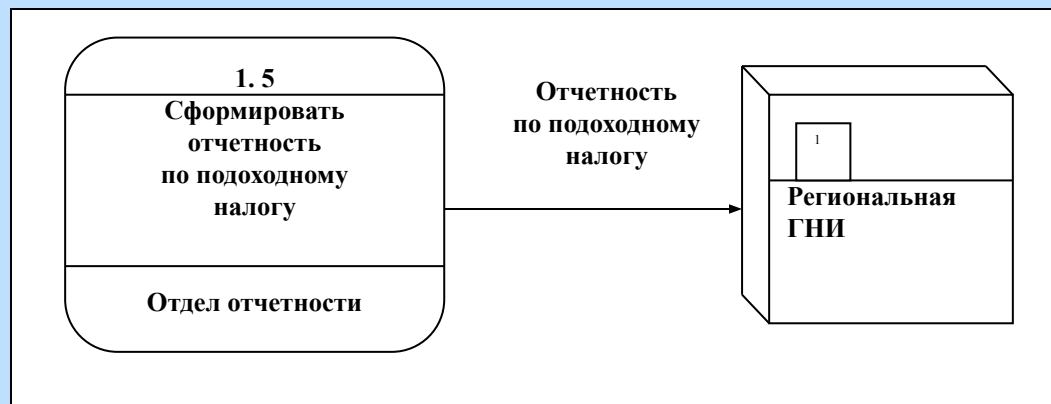 1. 5
Сформировать
отчетность
по подоходному
налогу
Отдел отчетности
Отчетность
по подоходному
налогу
1
Региональная
ГНИ